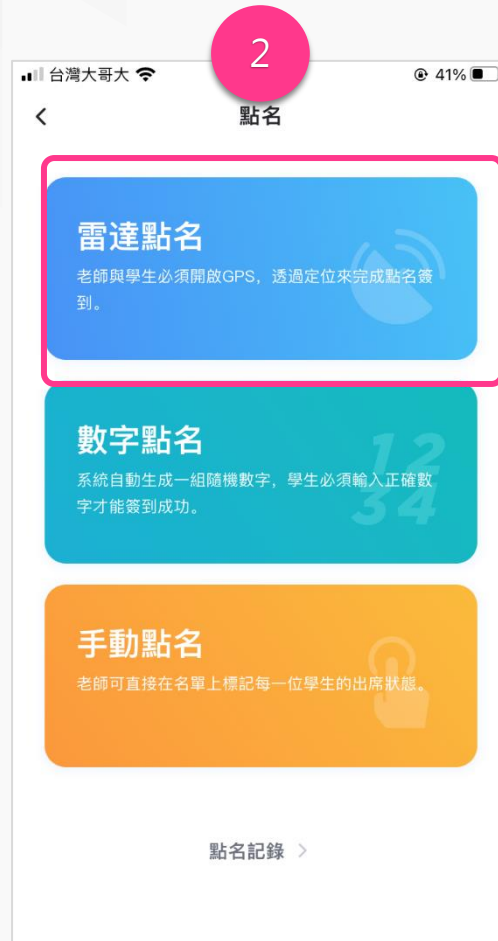 2
台灣大哥大 41%
點名
雷達點名
老師與學生必須開啟GPS，透過定位來完成點名簽
到。
數字點名
系統自動生成一組隨機數字，學生必須輸入正確數
字才能簽到成功。
12
34
手動點名
老師可直接在名單上標記每一位學生的出席狀態。
點名記錄